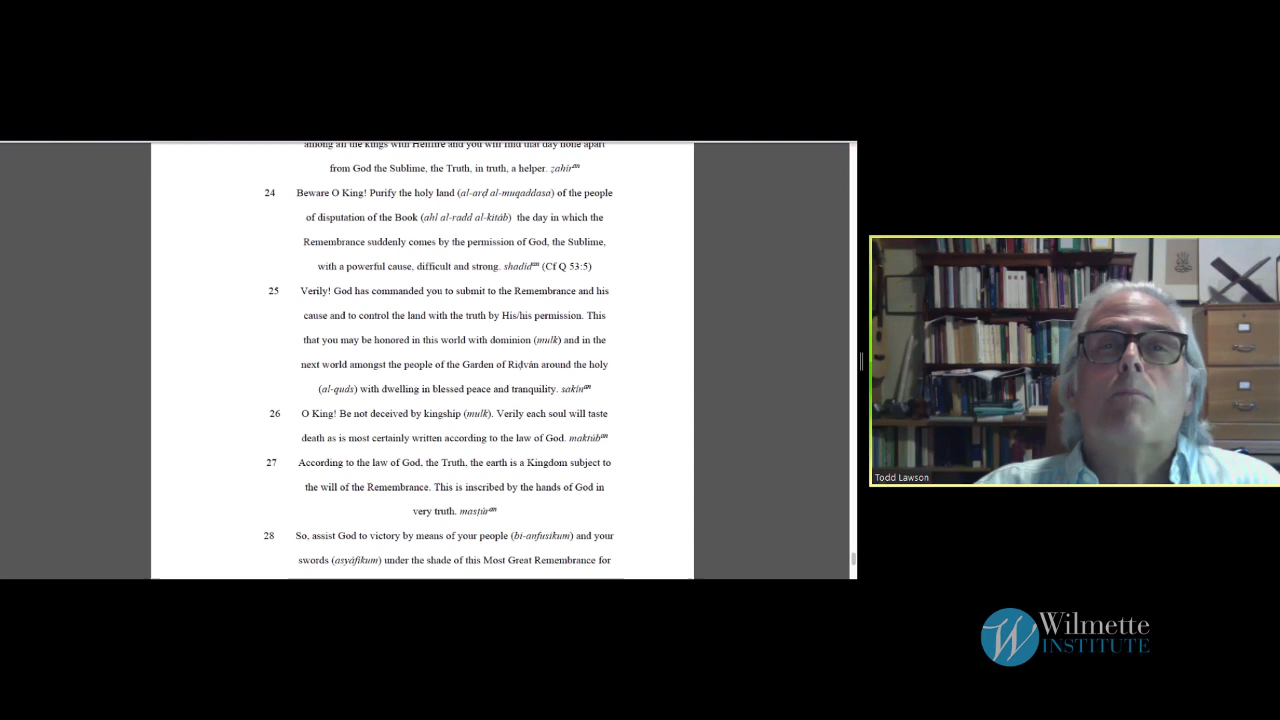 among all the kings with Hellfire and you will find that day none apart
from God the Sublime, the Truth, in truth, a helper. ẓahīrᵃⁿ
24 Beware O King! Purify the holy land (al-arḍ al-muqaddasa) of the people
of disputation of the Book (ahl al-radd al-kitáb) the day in which the
Remembrance suddenly comes by the permission of God, the Sublime,
with a powerful cause, difficult and strong. shadídᵃⁿ (Cf Q 53:5)
25 Verily! God has commanded you to submit to the Remembrance and his
cause and to control the land with the truth by His/his permission. This
that you may be honored in this world with dominion (mulk) and in the
next world amongst the people of the Garden of Riḍván around the holy
(al-quds) with dwelling in blessed peace and tranquility. sakínᵃⁿ
26 O King! Be not deceived by kingship (mulk). Verily each soul will taste
death as is most certainly written according to the law of God. maktúbᵃⁿ
27 According to the law of God, the Truth, the earth is a Kingdom subject to
the will of the Remembrance. This is inscribed by the hands of God in
very truth. masṭúrᵃⁿ
28 So, assist God to victory by means of your people (bi-anfusikum) and your
swords (asyáfikum) under the shade of this Most Great Remembrance for
Todd Lawson
W Wilmette
INSTITUTE